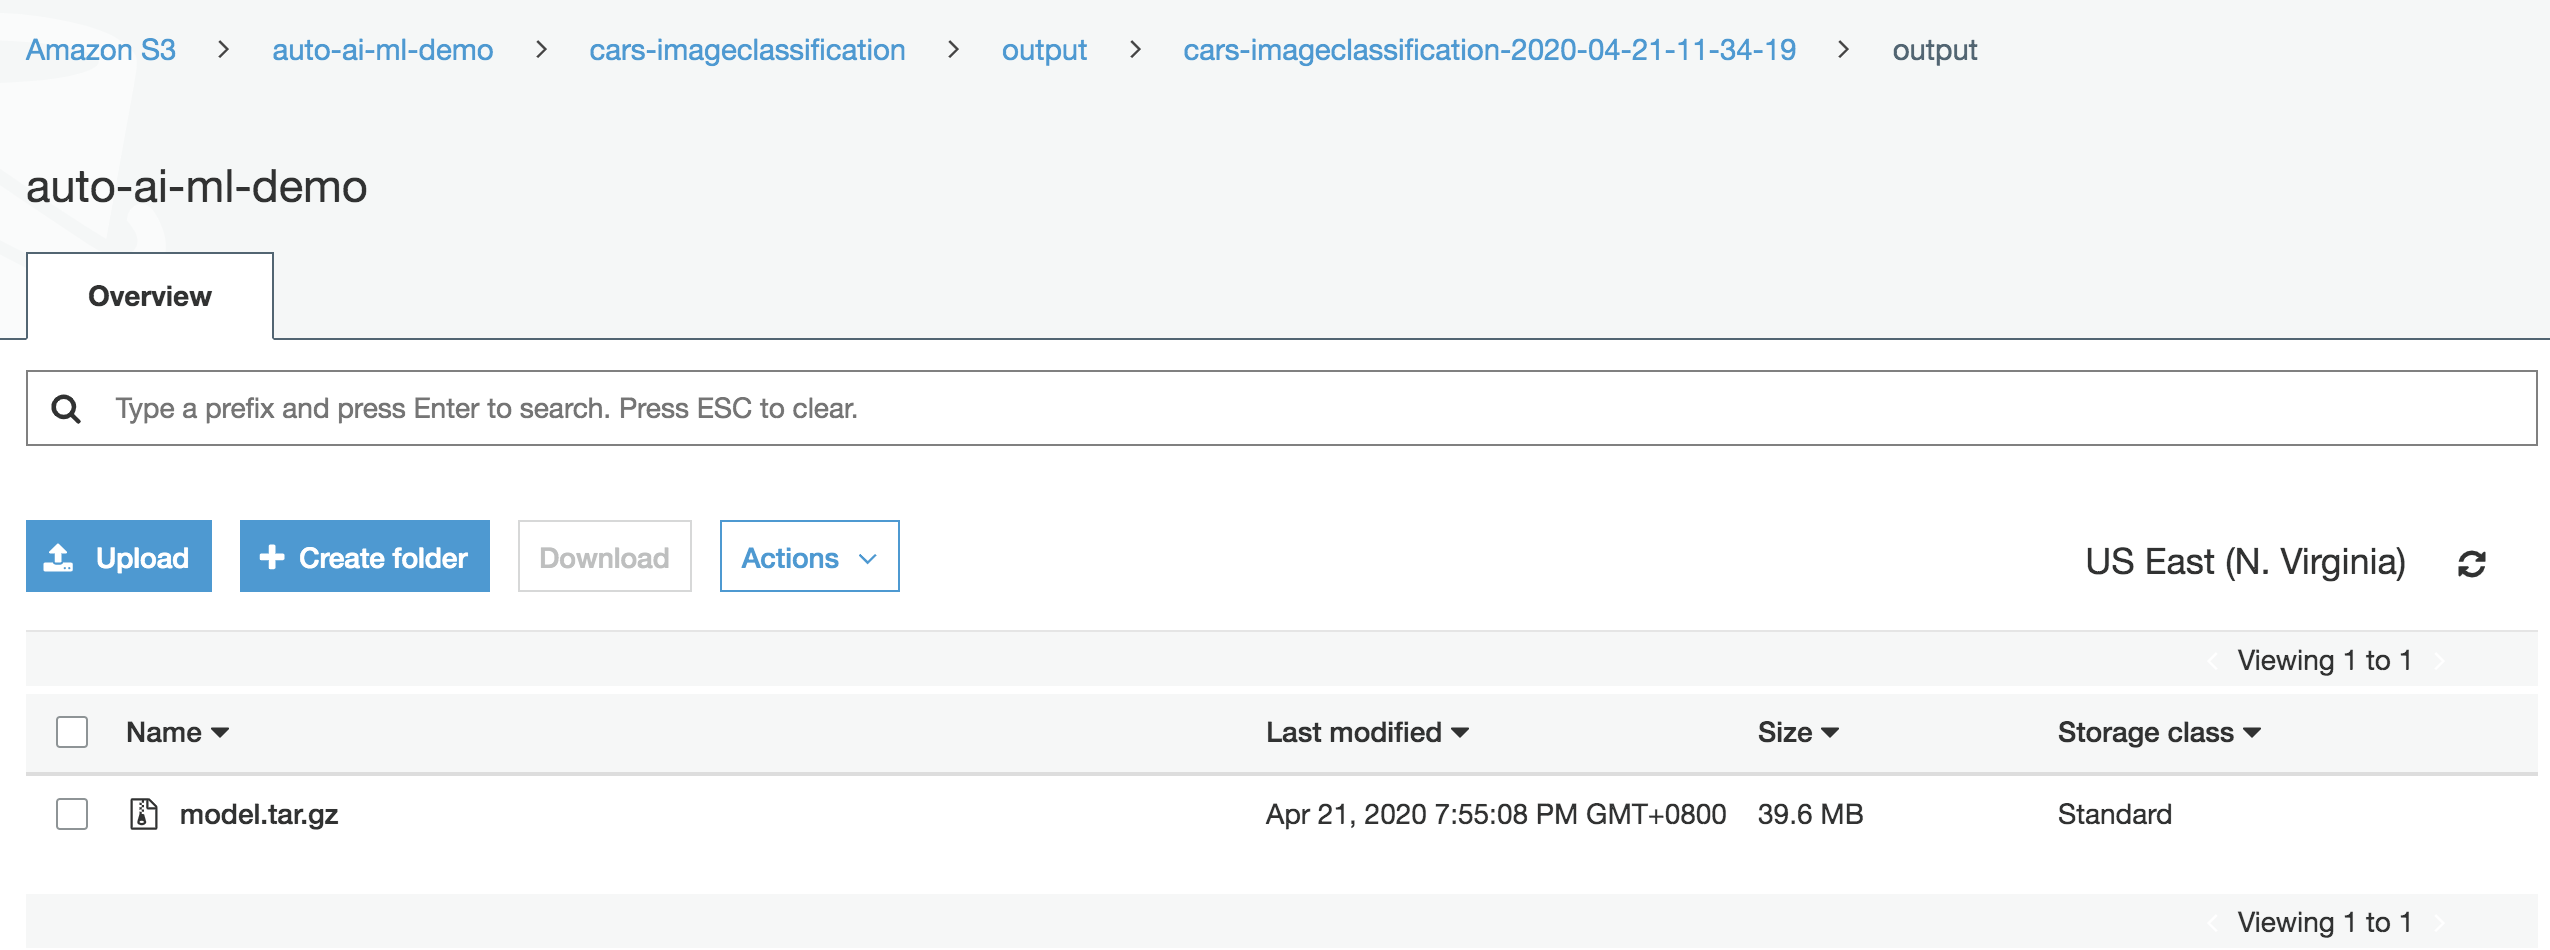 Amazon S3 > auto-ai-ml-demo > cars-imageclassification > output > cars-imageclassification-2020-04-21-11-34-19 > output
auto-ai-ml-demo
Overview
Type a prefix and press Enter to search. Press ESC to clear.
Upload Create folder Download Actions US East (N. Virginia)
Viewing 1 to 1
Name Last modified Size Storage class
model.tar.gz Apr 21, 2020 7:55:08 PM GMT+0800 39.6 MB Standard
Viewing 1 to 1